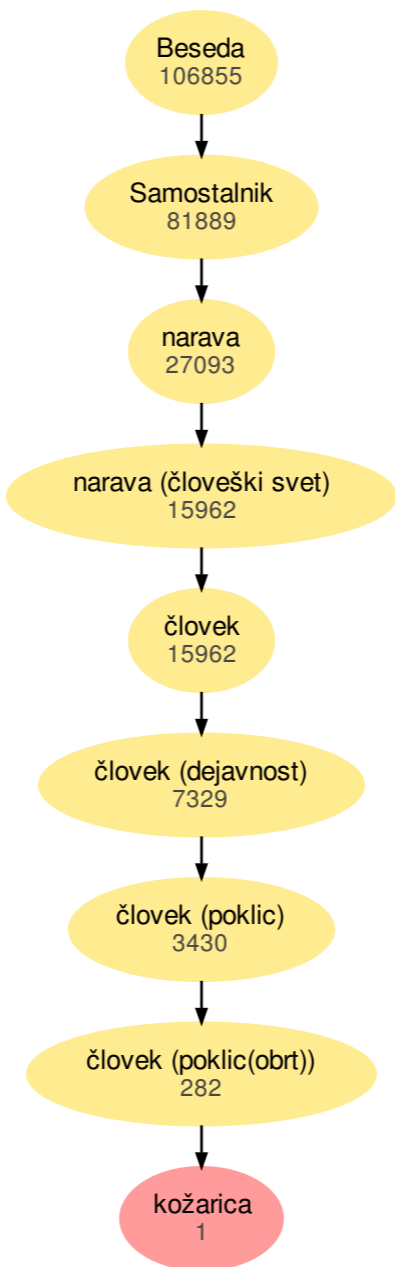 Beseda
106855
Samostalnik
81889
narava
27093
narava (človeški svet)
15962
človek
15962
človek (dejavnost)
7329
človek (poklic)
3430
človek (poklic(obrt))
282
kožarica
1